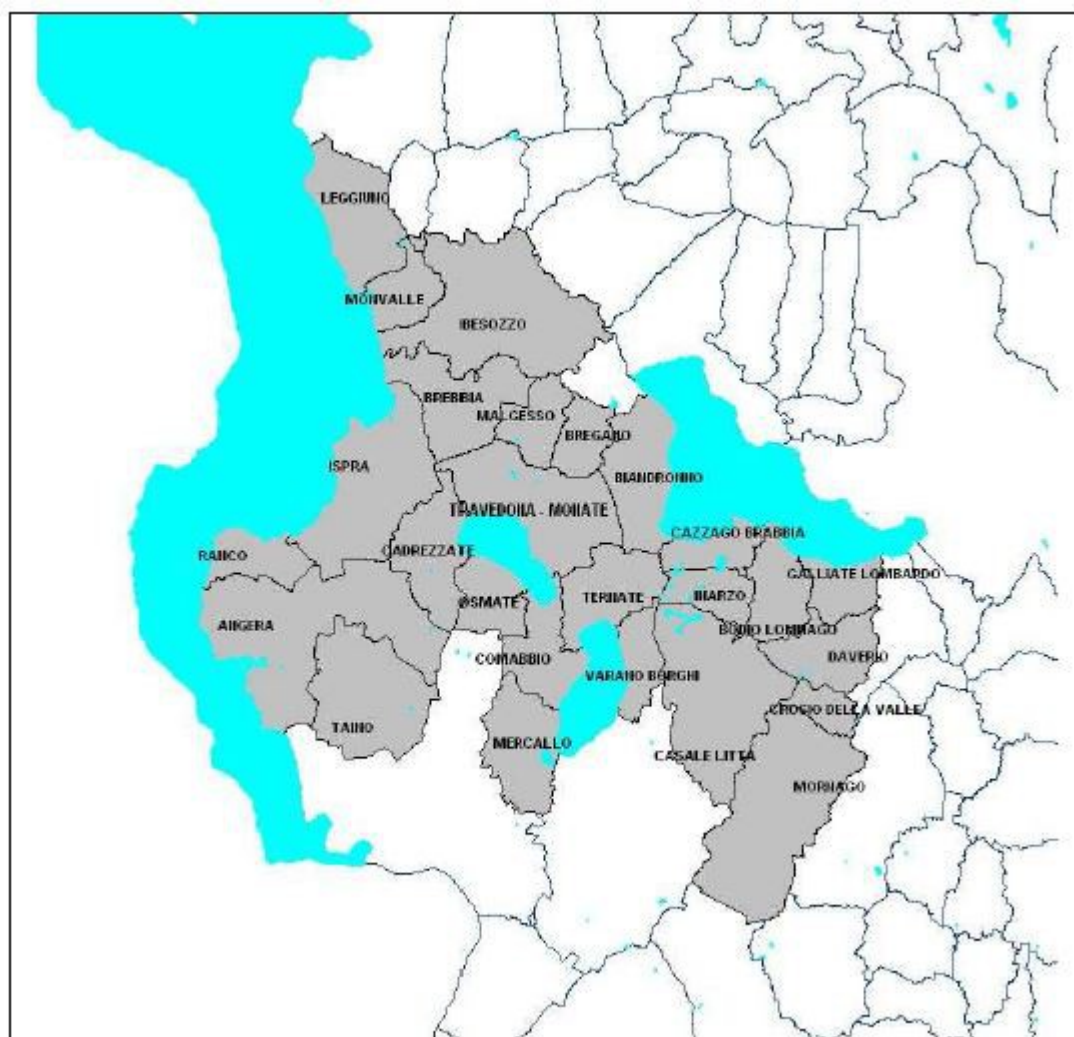 LEGGIUNO
MONVALLE
BESOZZO
BREBBIA
MALGESSO
BREGANO
ISPRA
BIANDRONNO
TRAVEDONA - MONATE
CAZZAGO BRABBIA
RANCO
CADREZZATE
GALLIATE LOMBARDO
OSMATE
TERNATE
INARZO
ANGERA
BODIO LOMNAGO
COMABBIO
DAVERIO
VARANO BORGHI
CROSIO DELLA VALLE
TAINO
MERCALLO
CASALE LITTA
MORNAGO